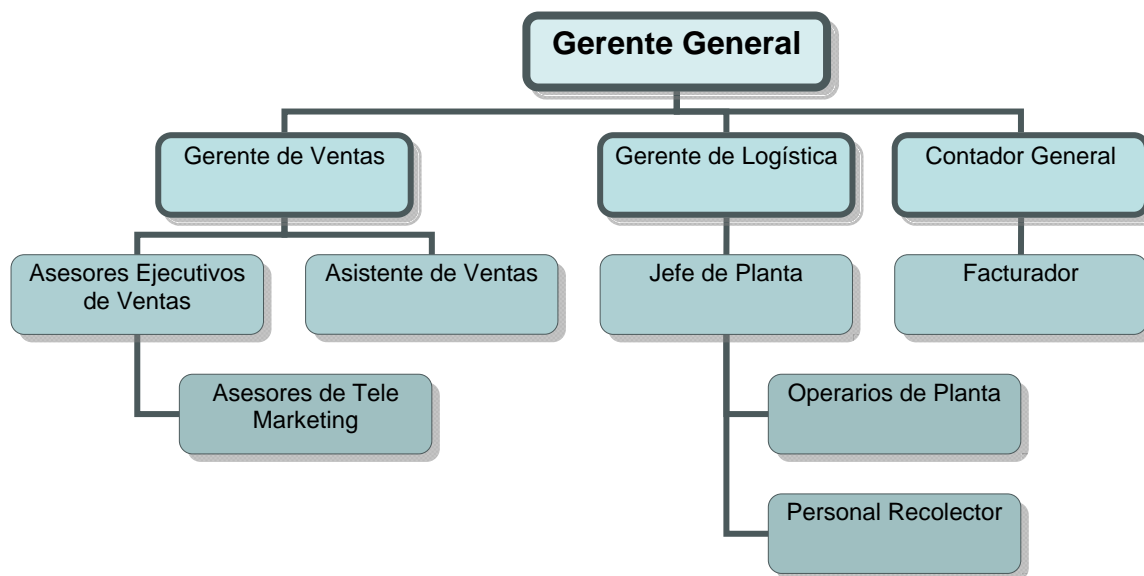 Gerente General
Gerente de Ventas
Gerente de Logística
Contador General
Asesores Ejecutivos
de Ventas
Asistente de Ventas
Jefe de Planta
Facturador
Asesores de Tele
Marketing
Operarios de Planta
Personal Recolector